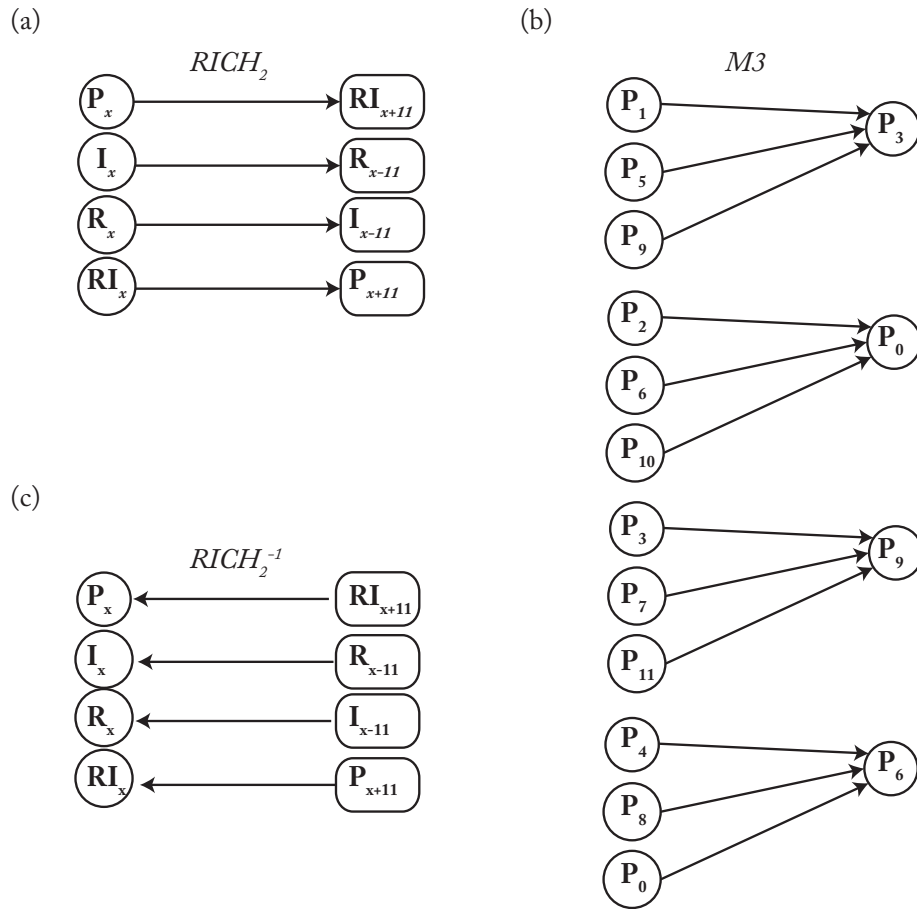 (a)
RICH₂
Pₓ RIₓ₊₁₁
Iₓ Rₓ₋₁₁
Rₓ Iₓ₋₁₁
RIₓ Pₓ₊₁₁
(c)
RICH₂⁻¹
Pₓ RIₓ₊₁₁
Iₓ Rₓ₋₁₁
Rₓ Iₓ₋₁₁
RIₓ Pₓ₊₁₁
(b)
M3
P₁
P₅
P₉
P₃
P₂
P₆
P₁₀
P₀
P₃
P₇
P₁₁
P₉
P₄
P₈
P₀
P₆